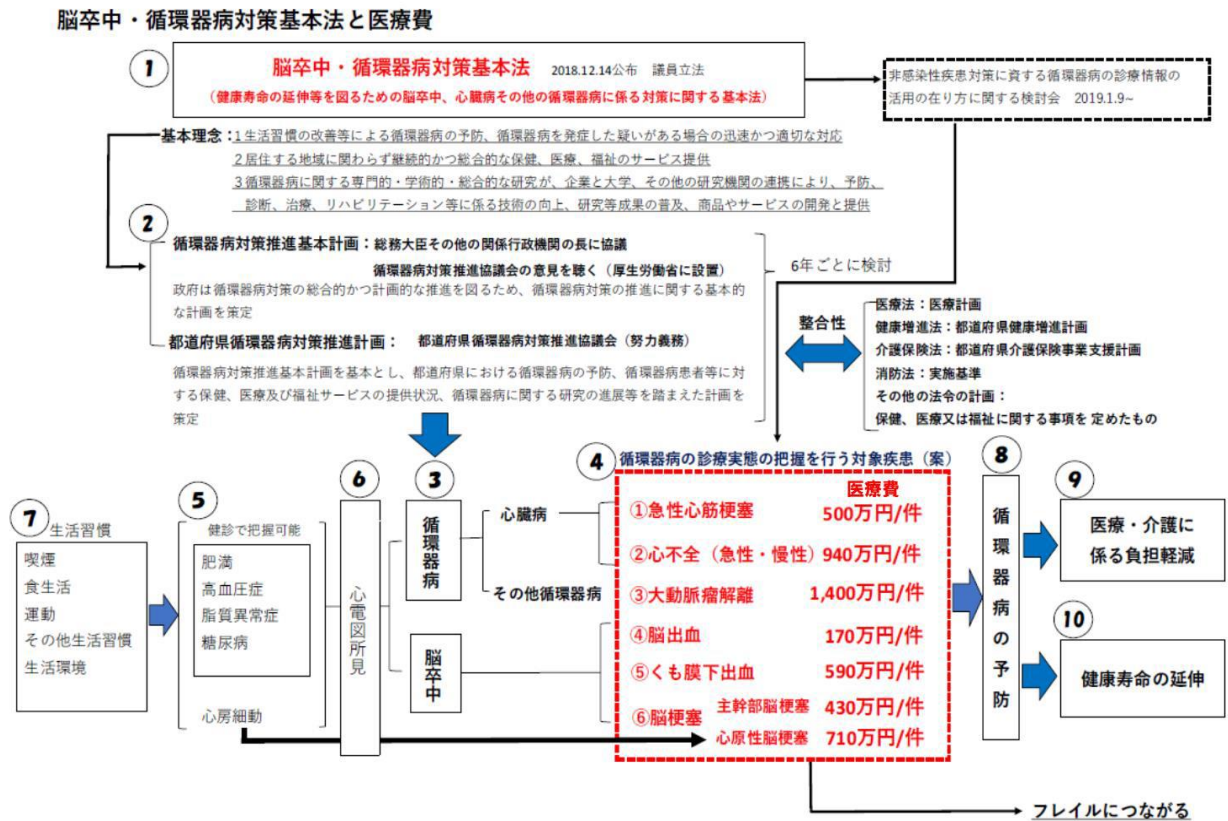 脳卒中・循環器病対策基本法と医療費
1
脳卒中・循環器病対策基本法 2018.12.14公布 議員立法
（健康寿命の延伸等を図るための脳卒中、心臓病その他の循環器病に係る対策に関する基本法）
非感染性疾患対策に資する循環器病の診療情報の
活用の在り方に関する検討会 2019.1.9~
基本理念：1生活習慣の改善等による循環器病の予防、循環器病を発症した疑いがある場合の迅速かつ適切な対応
2居住する地域に関わらず継続的かつ総合的な保健、医療、福祉のサービス提供
3循環器病に関する専門的・学術的・総合的な研究が、企業と大学、その他の研究機関の連携により、予防、
診断、治療、リハビリテーション等に係る技術の向上、研究等成果の普及、商品やサービスの開発と提供
2
循環器病対策推進基本計画：総務大臣その他の関係行政機関の長に協議
循環器病対策推進協議会の意見を聴く（厚生労働省に設置）
政府は循環器病対策の総合的かつ計画的な推進を図るため、循環器病対策の推進に関する基本的
な計画を策定
都道府県循環器病対策推進計画： 都道府県循環器病対策推進協議会（努力義務）
循環器病対策推進基本計画を基本とし、都道府県における循環器病の予防、循環器病患者等に対
する保健、医療及び福祉サービスの提供状況、循環器病に関する研究の進展等を踏まえた計画を
策定
6年ごとに検討
整合性
医療法：医療計画
健康増進法：都道府県健康増進計画
介護保険法：都道府県介護保険事業支援計画
消防法：実施基準
その他の法令の計画：
保健、医療又は福祉に関する事項を 定めたもの
7
生活習慣
喫煙
食生活
運動
その他生活習慣
生活環境
5
健診で把握可能
肥満
高血圧症
脂質異常症
糖尿病
心房細動
6
心電図所見
3
循環器病
脳卒中
心臓病
その他循環器病
4
循環器病の診療実態の把握を行う対象疾患（案）
医療費
①急性心筋梗塞 500万円/件
②心不全（急性・慢性）940万円/件
③大動脈瘤解離 1,400万円/件
④脳出血 170万円/件
⑤くも膜下出血 590万円/件
⑥脳梗塞 主幹部脳梗塞 430万円/件
心原性脳梗塞 710万円/件
8
循環器病の予防
9
医療・介護に
係る負担軽減
10
健康寿命の延伸
フレイルにつながる